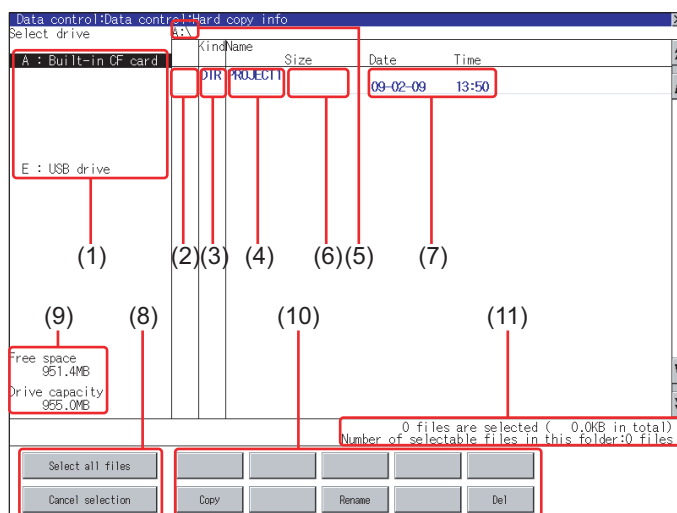 Data control:Data control:Hard copy info
Select drive A:\
Kind Name Size Date Time
A : Built-in CF card
DIR PROJECT1 09-02-09 13:50
E : USB drive
(1) (2) (3) (4) (6) (5) (7)
(9) (8) (10) (11)
Free space
951.4MB
Drive capacity
955.0MB
0 files are selected ( 0.0KB in total)
Number of selectable files in this folder:0 files
Select all files
Cancel selection Copy Rename Del